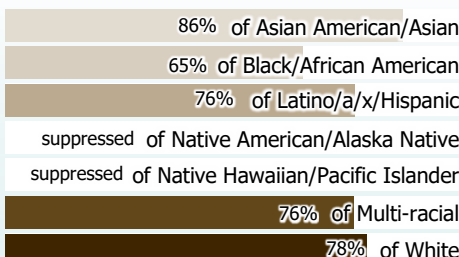 86% of Asian American/Asian
65% of Black/African American
76% of Latino/a/x/Hispanic
suppressed of Native American/Alaska Native
suppressed of Native Hawaiian/Pacific Islander
76% of Multi-racial
78% of White